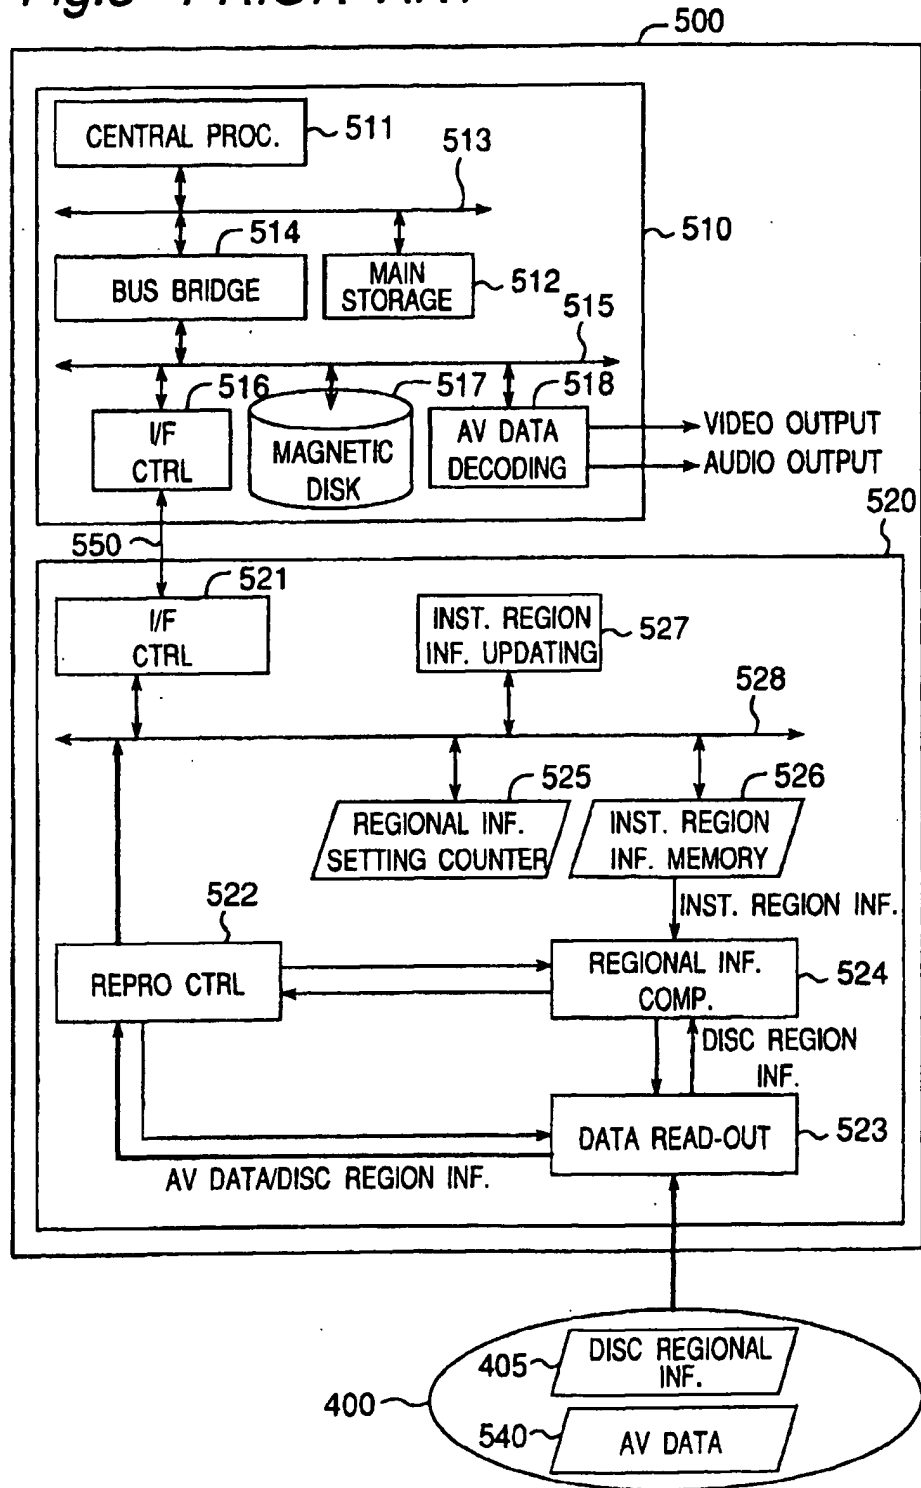 PRIOR ART
500
CENTRAL PROC.
511
513
514
510
BUS BRIDGE
MAIN
STORAGE
512
515
516
517
518
I/F
CTRL
MAGNETIC
DISK
AV DATA
DECODING
VIDEO OUTPUT
AUDIO OUTPUT
520
550
521
I/F
CTRL
INST. REGION
INF. UPDATING
527
528
525
526
REGIONAL INF.
SETTING COUNTER
INST. REGION
INF. MEMORY
522
INST. REGION INF.
REPRO CTRL
REGIONAL INF.
COMP.
524
DISC REGION
INF.
DATA READ-OUT
523
AV DATA/DISC REGION INF.
405
DISC REGIONAL
INF.
400
540
AV DATA